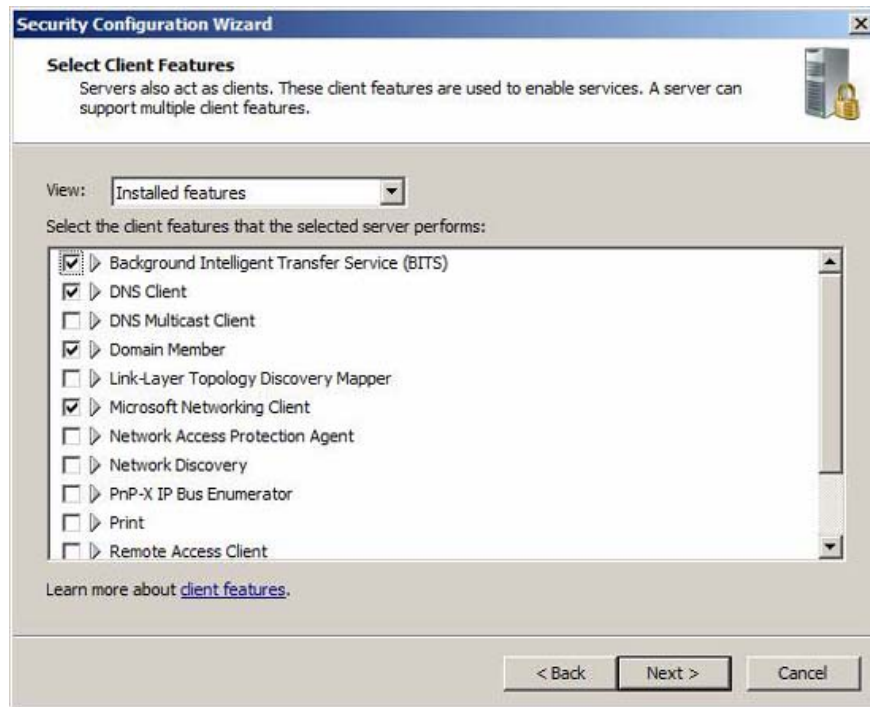 Security Configuration Wizard
Select Client Features
Servers also act as clients. These client features are used to enable services. A server can
support multiple client features.
View: Installed features
Select the client features that the selected server performs:
Background Intelligent Transfer Service (BITS)
DNS Client
DNS Multicast Client
Domain Member
Link-Layer Topology Discovery Mapper
Microsoft Networking Client
Network Access Protection Agent
Network Discovery
PnP-X IP Bus Enumerator
Print
Remote Access Client
Learn more about client features.
< Back Next > Cancel